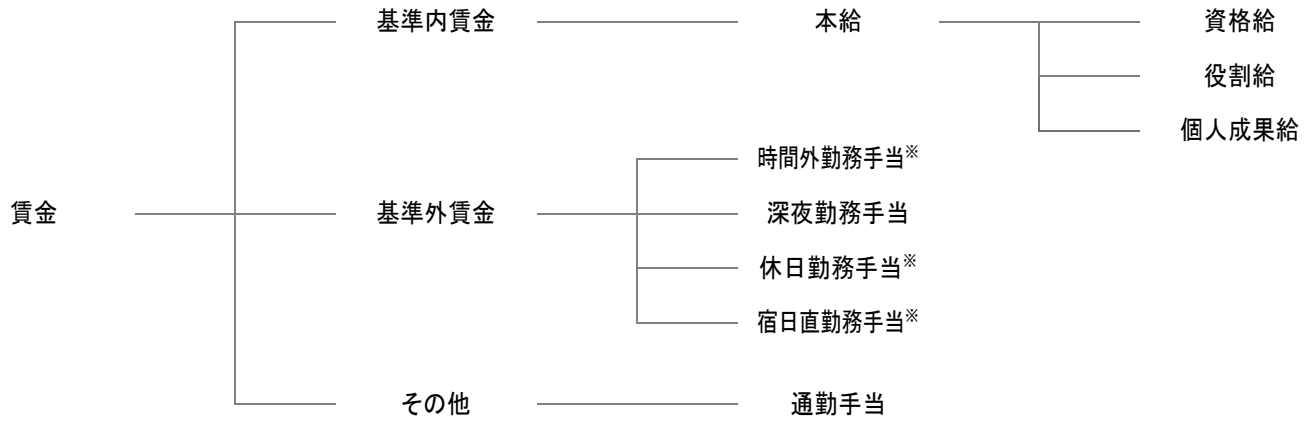 基準内賃金 本給 資格給
役割給
個人成果給
時間外勤務手当※
賃金 基準外賃金 深夜勤務手当
休日勤務手当※
宿日直勤務手当※
その他 通勤手当